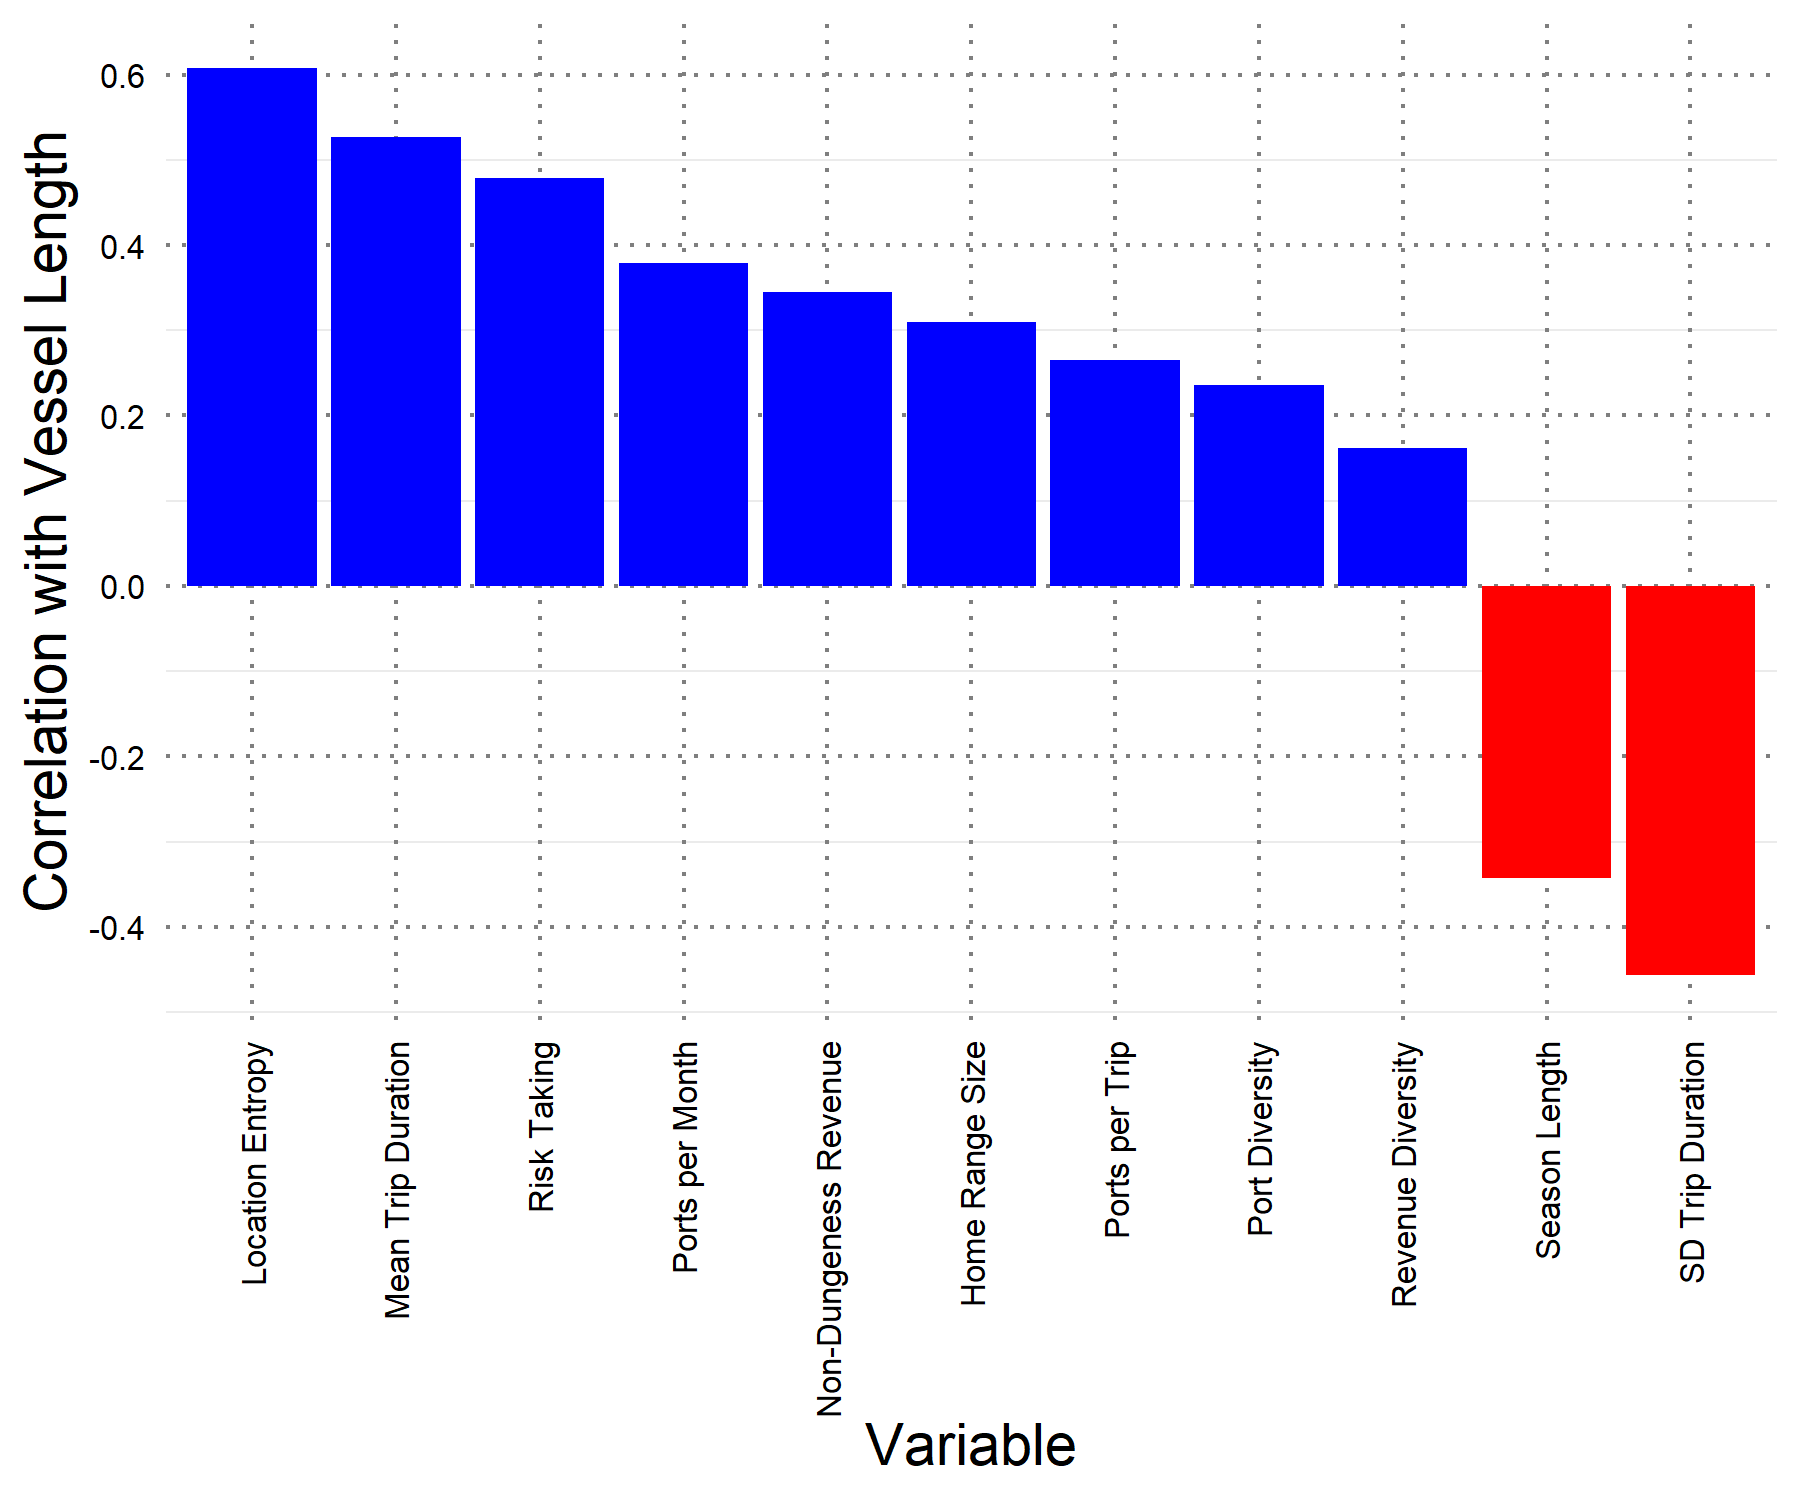 Correlation with Vessel Length
0.6
0.4
0.2
0.0
-0.2
-0.4
Location Entropy
Mean Trip Duration
Risk Taking
Ports per Month
Non-Dungeness Revenue
Home Range Size
Ports per Trip
Port Diversity
Revenue Diversity
Season Length
SD Trip Duration
Variable